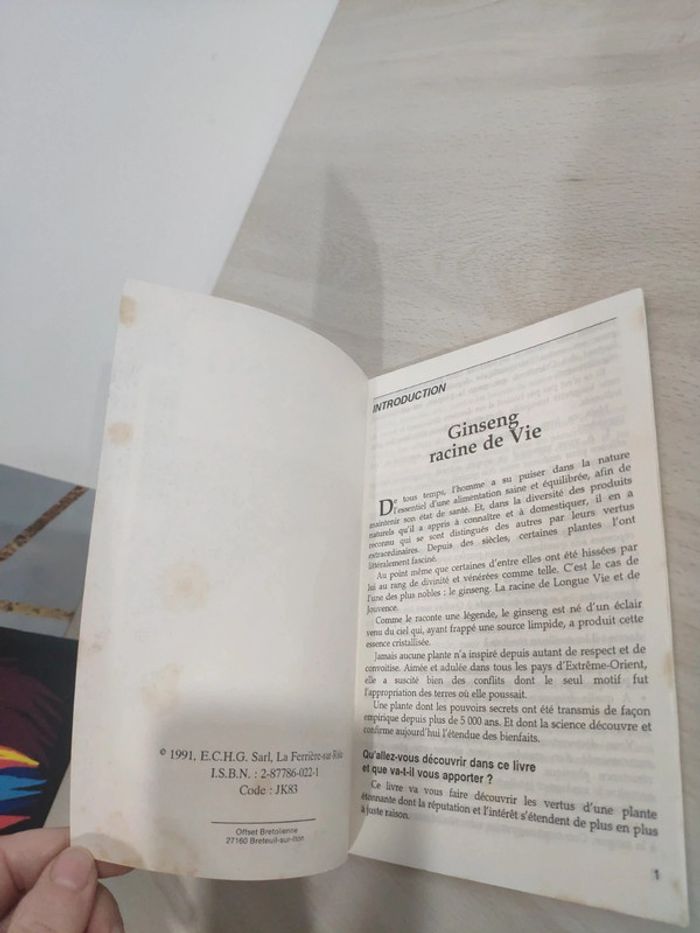 © 1991, E.C.H.G. Sarl, La Ferrière-sur-Risle
I.S.B.N. : 2-87786-022-1
Code : JK83
Offset Bretolienne
27160 Breteuil-sur-Iton
INTRODUCTION
Ginseng
racine de Vie
De tous temps, l'homme a su puiser dans la nature
l'essentiel d'une alimentation saine et équilibrée, afin de
maintenir son état de santé. Et, dans la diversité des produits
naturels qu'il a appris à connaître et à domestiquer, il en a
reconnu qui se sont distingués des autres par leurs vertus
extraordinaires. Depuis des siècles, certaines plantes l'ont
littéralement fasciné.
Au point même que certaines d'entre elles ont été hissées par
lui au rang de divinité et vénérées comme telle. C'est le cas de
l'une des plus nobles : le ginseng. La racine de Longue Vie et de
Jouvence.
Comme le raconte une légende, le ginseng est né d'un éclair
venu du ciel qui, ayant frappé une source limpide, a produit cette
essence cristallisée.
Jamais aucune plante n'a inspiré depuis autant de respect et de
convoitise. Aimée et adulée dans tous les pays d'Extrême-Orient,
elle a suscité bien des conflits dont le seul motif fut
l'appropriation des terres où elle poussait.
Une plante dont les pouvoirs secrets ont été transmis de façon
empirique depuis plus de 5 000 ans. Et dont la science découvre et
confirme aujourd'hui l'étendue des bienfaits.
Qu'allez-vous découvrir dans ce livre
et que va-t-il vous apporter ?
Ce livre va vous faire découvrir les vertus d'une plante
étonnante dont la réputation et l'intérêt s'étendent de plus en plus
à juste raison.
1